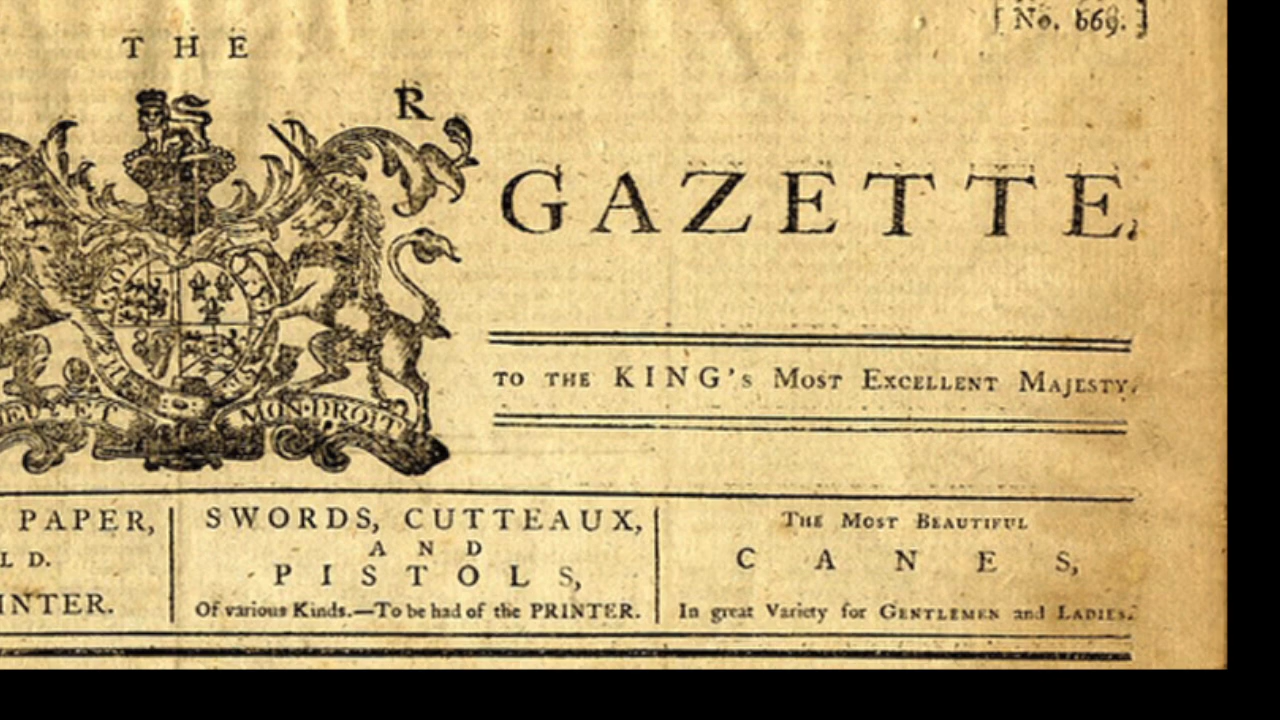 [ No. 669. ]
THE
R
GAZETTE,
TO THE KING's MOST EXCELLENT MAJESTY,
ET
MON DROIT
PAPER,
L D.
INTER.
SWORDS, CUTTEAUX,
AND
PISTOLS,
Of various Kinds.—To be had of the PRINTER.
THE MOST BEAUTIFUL
CANES,
In great Variety for GENTLEMEN and LADIES.